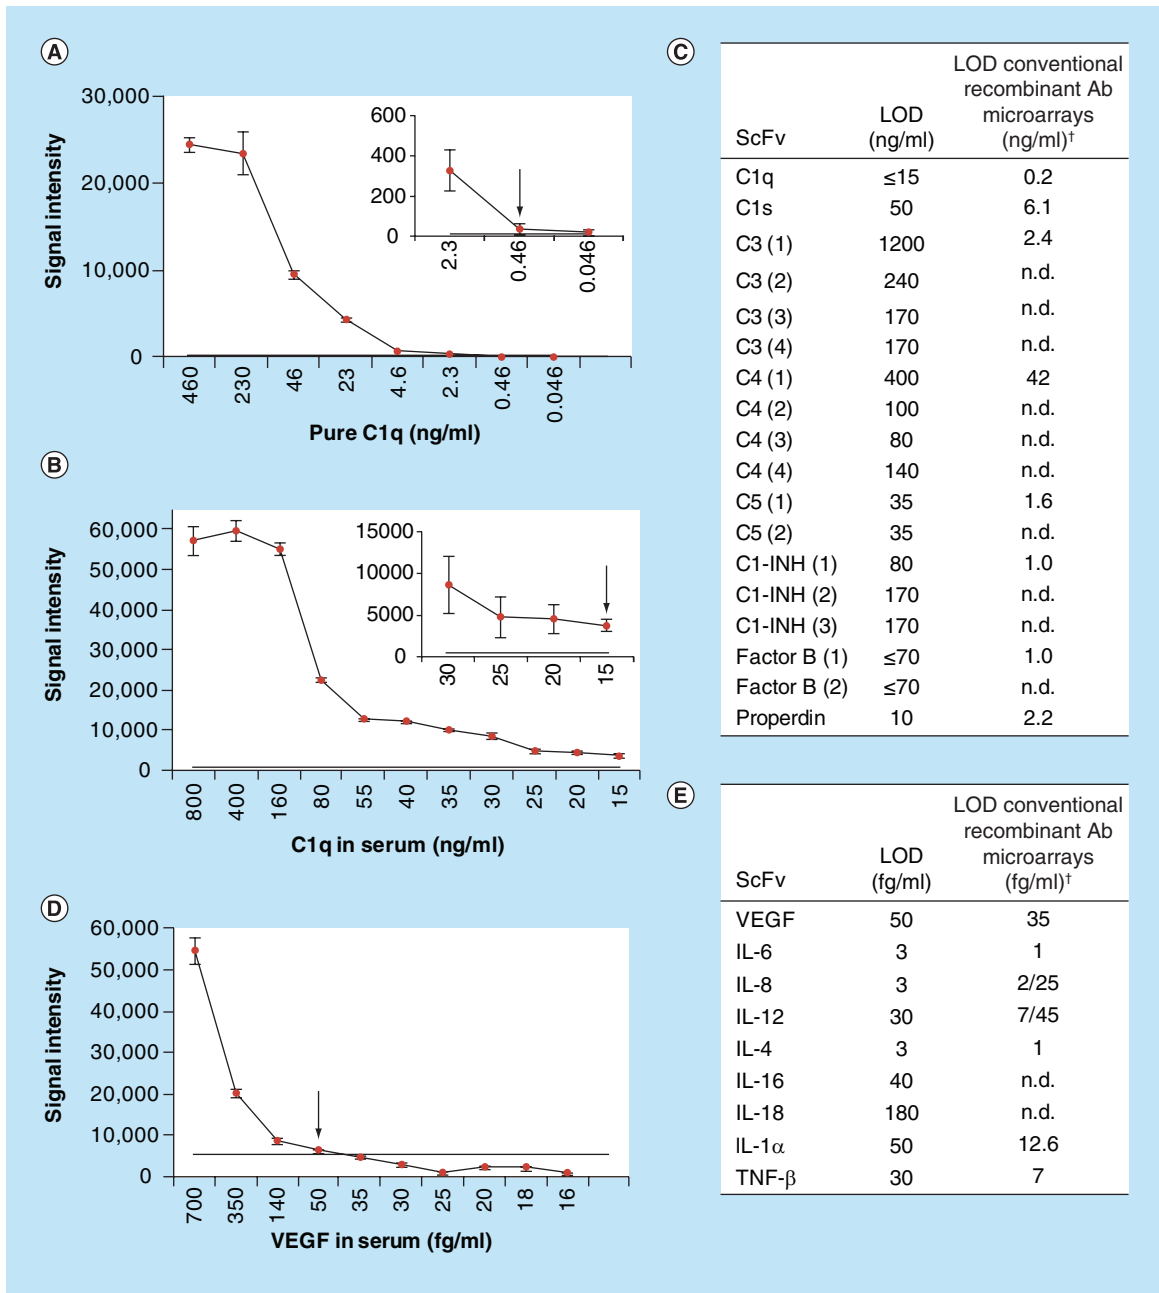 A
30,000
20,000
10,000
0
Signal intensity
460
230
46
23
4.6
2.3
0.46
0.046
Pure C1q (ng/ml)
600
400
200
0
2.3
0.46
0.046
B
60,000
50,000
40,000
30,000
20,000
10,000
0
Signal intensity
800
400
160
80
55
40
35
30
25
20
15
C1q in serum (ng/ml)
15000
10000
5000
0
30
25
20
15
D
60,000
50,000
40,000
30,000
20,000
10,000
0
Signal intensity
700
350
140
50
35
30
25
20
18
16
VEGF in serum (fg/ml)
C
ScFv
LOD
(ng/ml)
LOD conventional
recombinant Ab
microarrays
(ng/ml)†
C1q ≤15 0.2
C1s 50 6.1
C3 (1) 1200 2.4
C3 (2) 240 n.d.
C3 (3) 170 n.d.
C3 (4) 170 n.d.
C4 (1) 400 42
C4 (2) 100 n.d.
C4 (3) 80 n.d.
C4 (4) 140 n.d.
C5 (1) 35 1.6
C5 (2) 35 n.d.
C1-INH (1) 80 1.0
C1-INH (2) 170 n.d.
C1-INH (3) 170 n.d.
Factor B (1) ≤70 1.0
Factor B (2) ≤70 n.d.
Properdin 10 2.2
E
ScFv
LOD
(fg/ml)
LOD conventional
recombinant Ab
microarrays
(fg/ml)†
VEGF 50 35
IL-6 3 1
IL-8 3 2/25
IL-12 30 7/45
IL-4 3 1
IL-16 40 n.d.
IL-18 180 n.d.
IL-1α 50 12.6
TNF-β 30 7